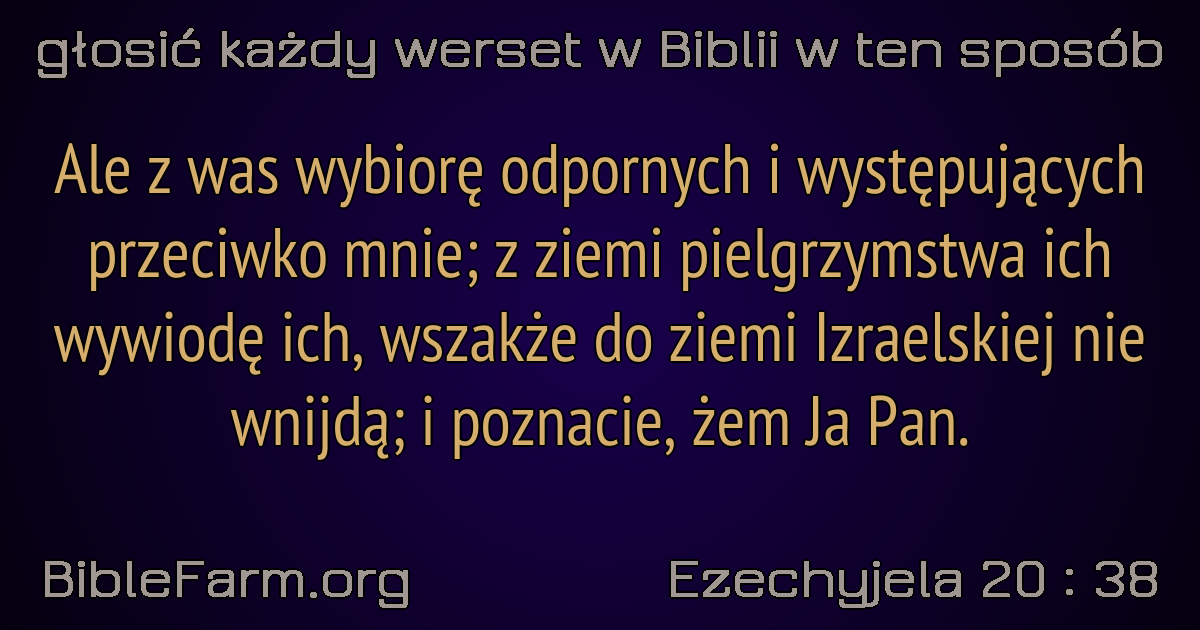 głosić każdy werset w Biblii w ten sposób
Ale z was wybiorę odpornych i występujących
przeciwko mnie; z ziemi pielgrzymstwa ich
wywiodę ich, wszakże do ziemi Izraelskiej nie
wnijdą; i poznacie, żem Ja Pan.
BibleFarm.org
Ezechyjela 20 : 38